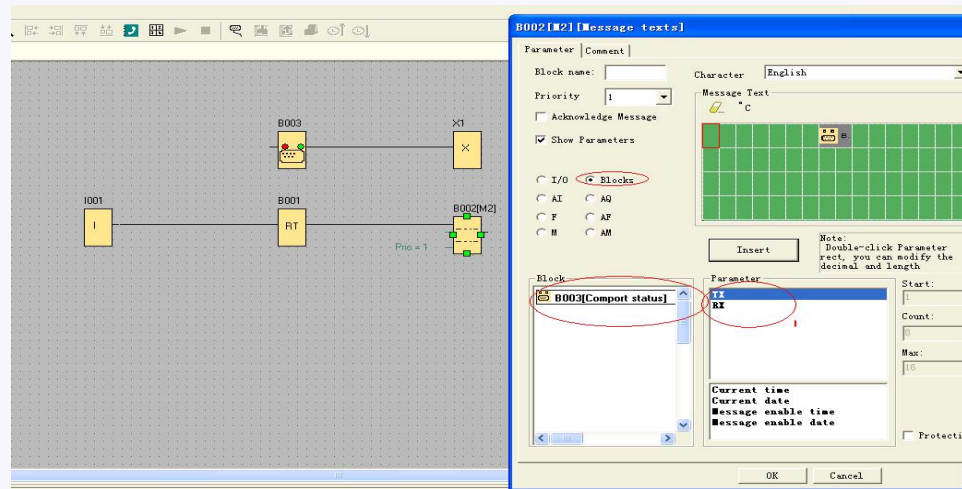 B003
X1
X
I001
I
B001
RT
B002[M2]
Prio = 1
B002[M2][Message texts]
Parameter
Comment
Block name:
Character
English
Priority
1
Message Text
°C
Acknowledge Message
Show Parameters
B.
I/O
Blocks
AI
AQ
F
AF
M
AM
Insert
Note:
Double-click Parameter
rect, you can modify the
decimal and length
Block
B003[Comport status]
Parameter
TX
RX
Start:
1
Count:
6
Max:
16
Current time
Current date
Message enable time
Message enable date
Protecti
OK
Cancel